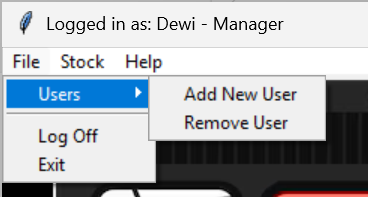 Logged in as: Dewi - Manager
File Stock Help
Users
Add New User
Remove User
Log Off
Exit